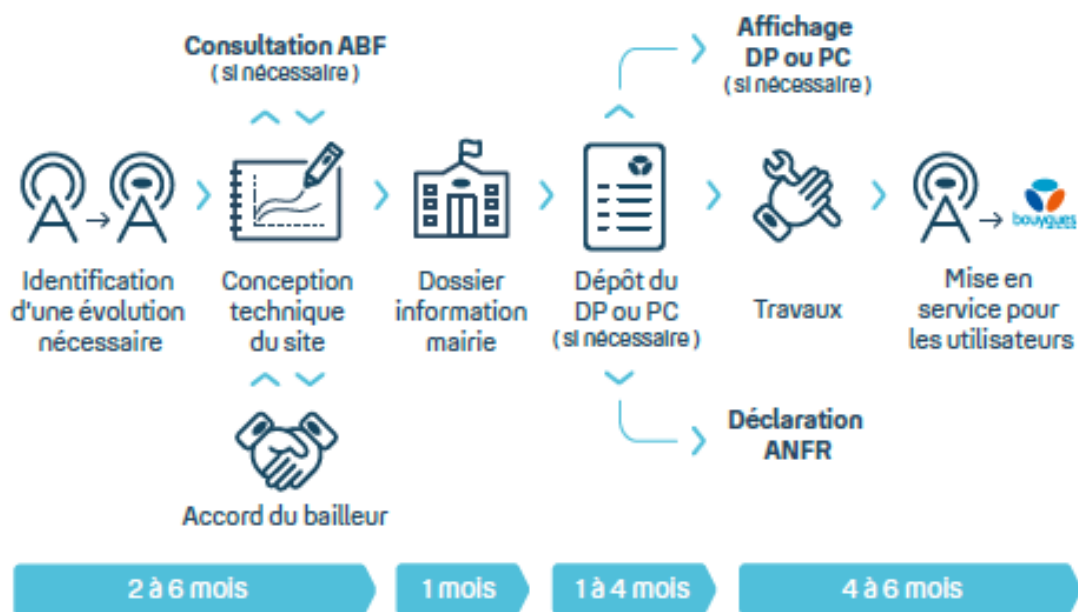 Consultation ABF
( si nécessaire )
Affichage
DP ou PC
( si nécessaire )
bouygues
Identification
d'une évolution
nécessaire
Conception
technique
du site
Dossier
information
mairie
Dépôt du
DP ou PC
( si nécessaire )
Travaux
Mise en
service pour
les utilisateurs
Accord du bailleur
Déclaration
ANFR
2 à 6 mois
1 mois
1 à 4 mois
4 à 6 mois